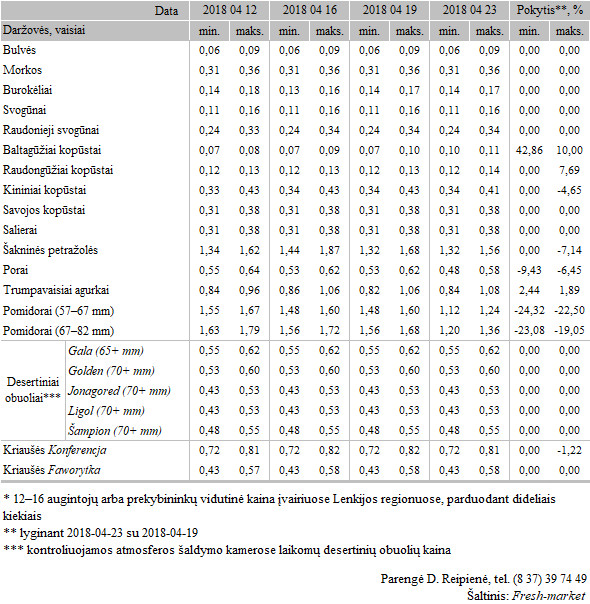 Data 2018 04 12 2018 04 16 2018 04 19 2018 04 23 Pokytis**, %
Daržovės, vaisiai min. maks. min. maks. min. maks. min. maks. min. maks.
Bulvės 0,06 0,09 0,06 0,09 0,06 0,09 0,06 0,09 0,00 0,00
Morkos 0,31 0,36 0,31 0,36 0,31 0,36 0,31 0,36 0,00 0,00
Burokėliai 0,14 0,18 0,13 0,16 0,14 0,17 0,14 0,17 0,00 0,00
Svogūnai 0,11 0,16 0,11 0,16 0,11 0,16 0,11 0,16 0,00 0,00
Raudonieji svogūnai 0,24 0,33 0,24 0,34 0,24 0,34 0,24 0,34 0,00 0,00
Baltagūžiai kopūstai 0,07 0,08 0,07 0,09 0,07 0,10 0,10 0,11 42,86 10,00
Raudongūžiai kopūstai 0,12 0,13 0,12 0,13 0,12 0,13 0,12 0,14 0,00 7,69
Kininiai kopūstai 0,33 0,43 0,34 0,43 0,34 0,43 0,34 0,41 0,00 -4,65
Savojos kopūstai 0,31 0,38 0,31 0,38 0,31 0,38 0,31 0,38 0,00 0,00
Salierai 0,31 0,38 0,31 0,38 0,31 0,38 0,31 0,38 0,00 0,00
Šakninės petražolės 1,34 1,62 1,44 1,87 1,32 1,68 1,32 1,56 0,00 -7,14
Porai 0,55 0,64 0,53 0,62 0,53 0,62 0,48 0,58 -9,43 -6,45
Trumpavaisiai agurkai 0,84 0,96 0,86 1,06 0,82 1,06 0,84 1,08 2,44 1,89
Pomidorai (57–67 mm) 1,55 1,67 1,48 1,60 1,48 1,60 1,12 1,24 -24,32 -22,50
Pomidorai (67–82 mm) 1,63 1,79 1,56 1,72 1,56 1,68 1,20 1,36 -23,08 -19,05
Desertiniai obuoliai*** Gala (65+ mm) 0,55 0,62 0,55 0,62 0,55 0,62 0,55 0,62 0,00 0,00
Golden (70+ mm) 0,53 0,60 0,53 0,60 0,53 0,60 0,53 0,60 0,00 0,00
Jonagored (70+ mm) 0,43 0,53 0,43 0,53 0,43 0,53 0,43 0,53 0,00 0,00
Ligol (70+ mm) 0,43 0,53 0,43 0,53 0,43 0,53 0,43 0,53 0,00 0,00
Šampion (70+ mm) 0,48 0,55 0,48 0,55 0,48 0,55 0,48 0,55 0,00 0,00
Kriaušės Konferencja 0,72 0,81 0,72 0,82 0,72 0,82 0,72 0,81 0,00 -1,22
Kriaušės Faworytka 0,43 0,57 0,43 0,58 0,43 0,58 0,43 0,58 0,00 0,00
* 12–16 augintojų arba prekybininkų vidutinė kaina įvairiuose Lenkijos regionuose, parduodant dideliais
kiekiais
** lyginant 2018-04-23 su 2018-04-19
*** kontroliuojamos atmosferos šaldymo kamerose laikomų desertinių obuolių kaina
Parengė D. Reipienė, tel. (8 37) 39 74 49
Šaltinis: Fresh-market